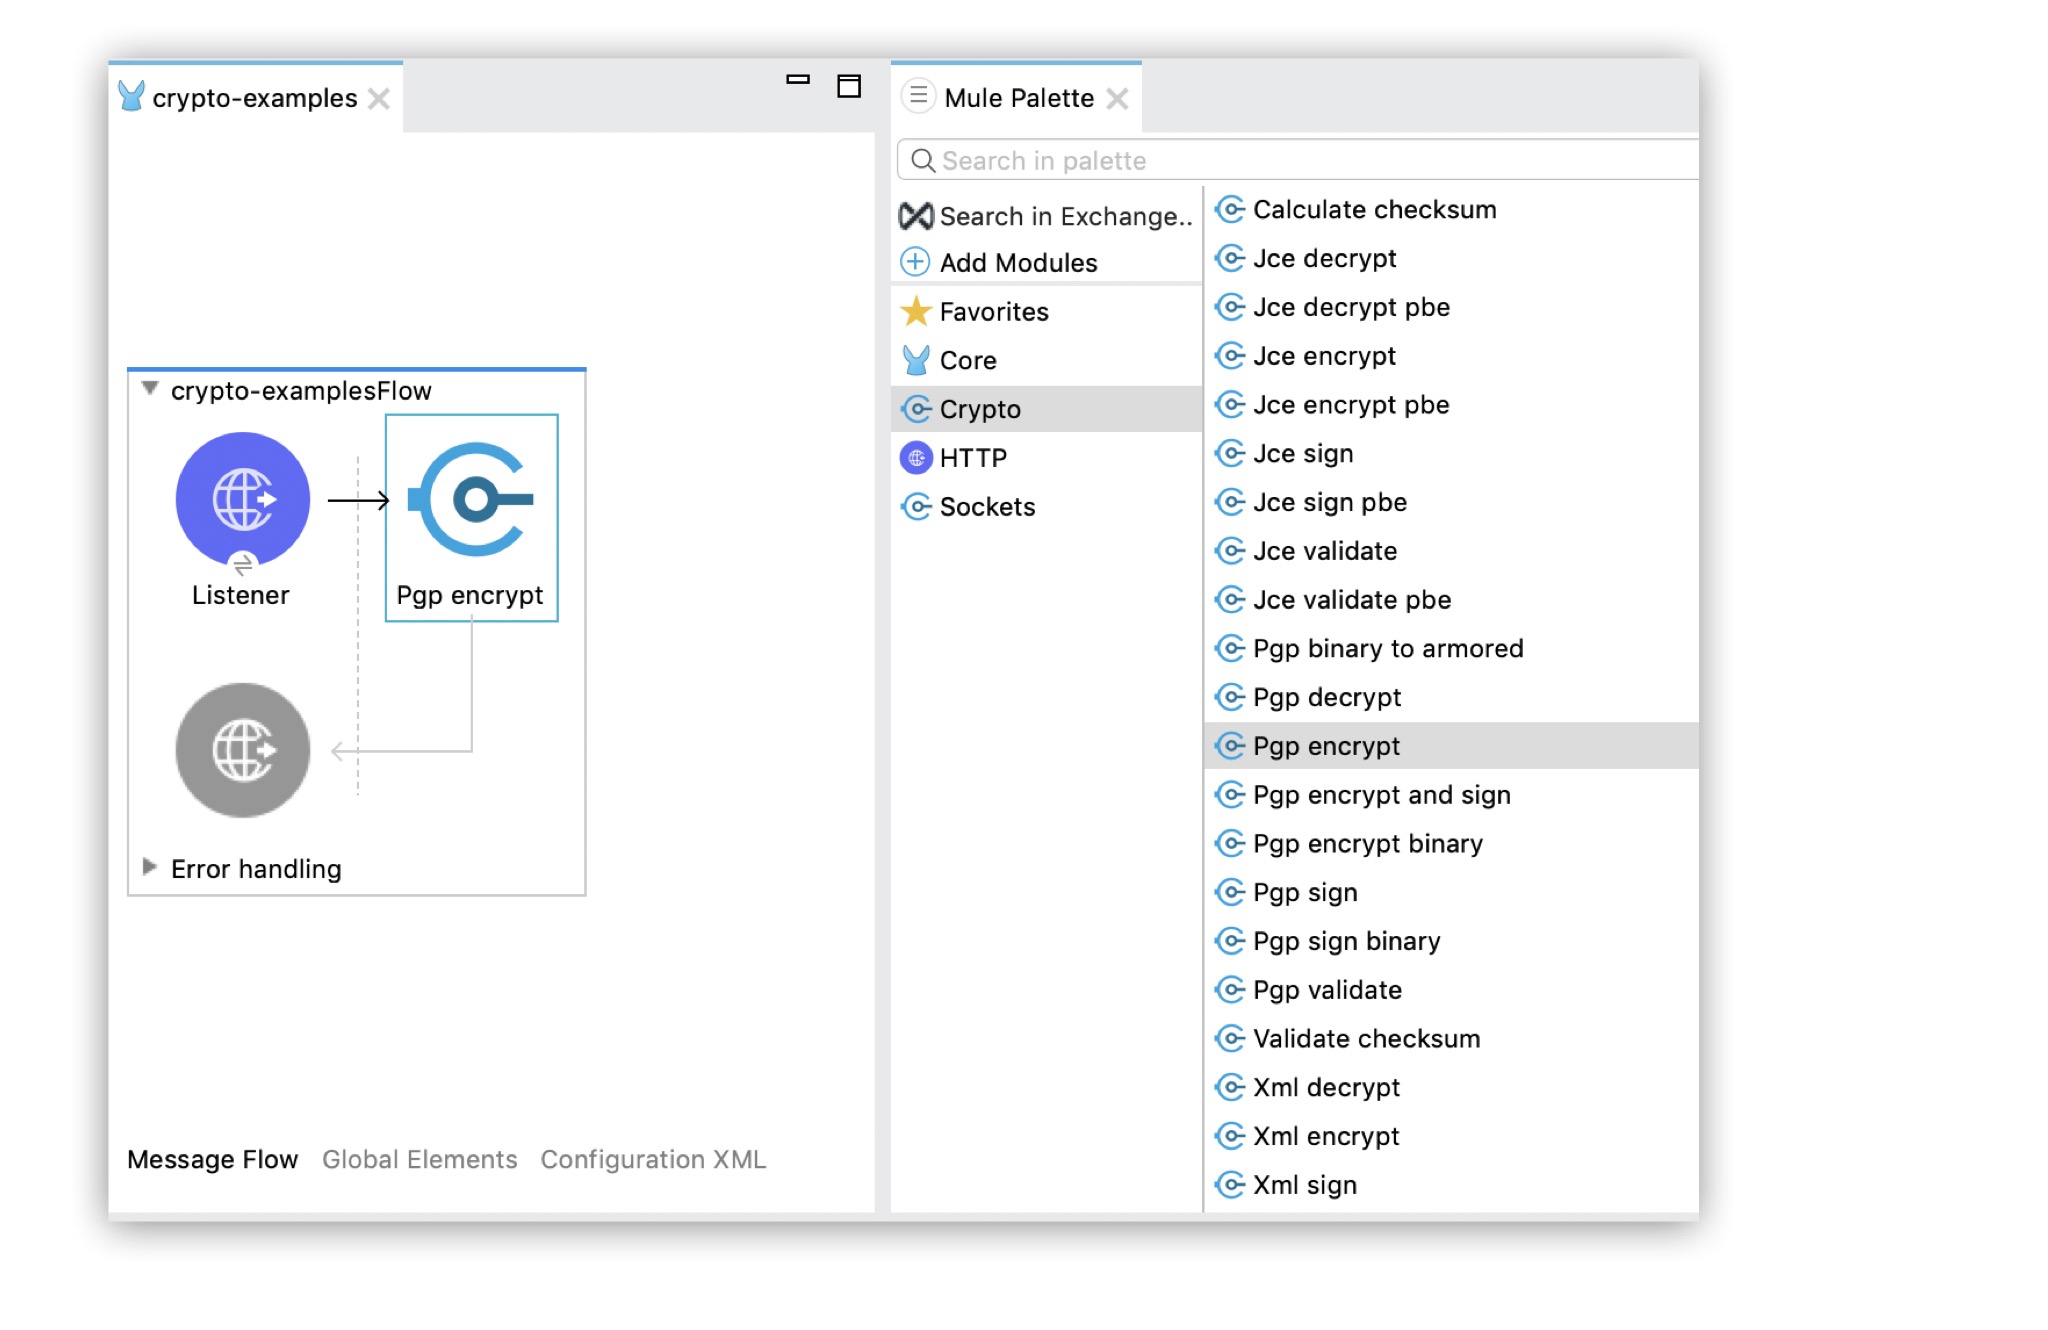 crypto-examples
crypto-examplesFlow
Listener
Pgp encrypt
Error handling
Message Flow Global Elements Configuration XML
Mule Palette
Search in palette
Search in Exchange..
Add Modules
Favorites
Core
Crypto
HTTP
Sockets
Calculate checksum
Jce decrypt
Jce decrypt pbe
Jce encrypt
Jce encrypt pbe
Jce sign
Jce sign pbe
Jce validate
Jce validate pbe
Pgp binary to armored
Pgp decrypt
Pgp encrypt
Pgp encrypt and sign
Pgp encrypt binary
Pgp sign
Pgp sign binary
Pgp validate
Validate checksum
Xml decrypt
Xml encrypt
Xml sign